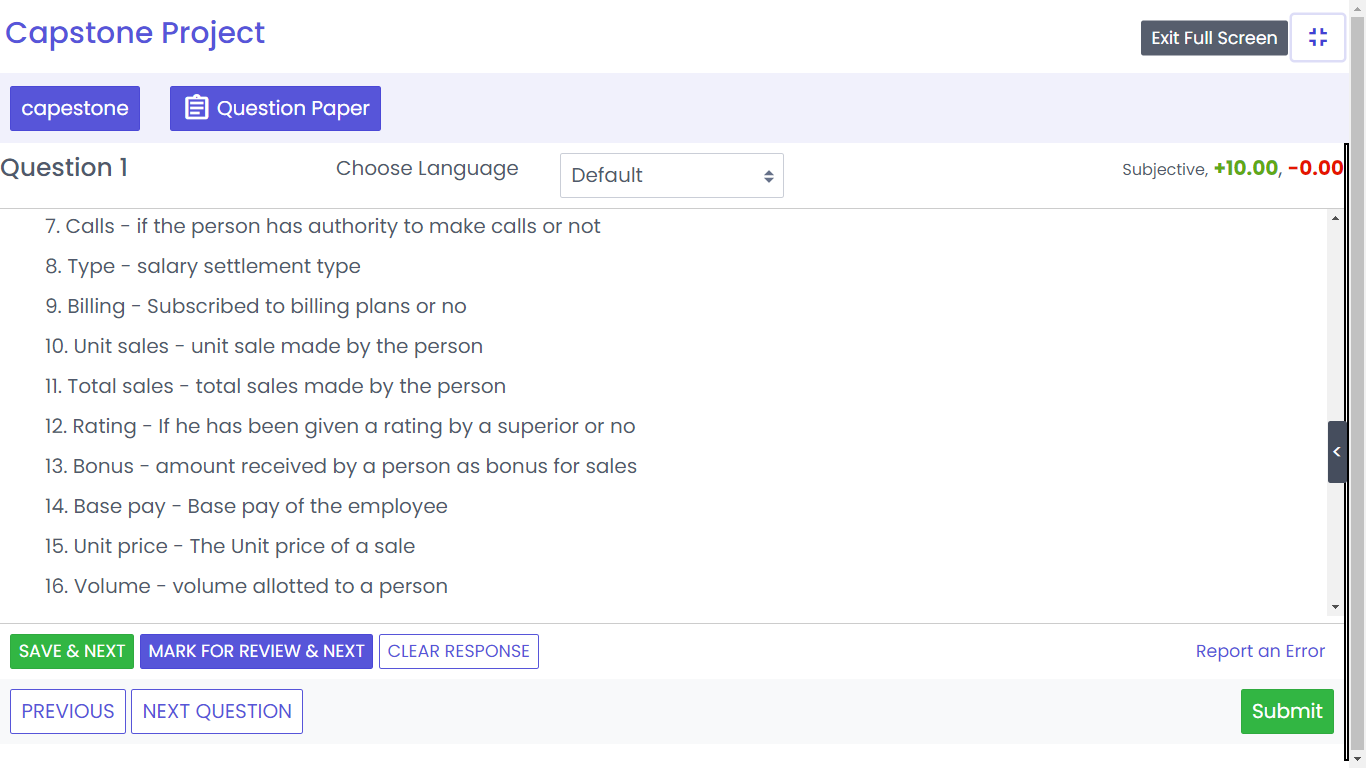 Capstone Project
Exit Full Screen
capestone
Question Paper
Question 1
Choose Language
Default
Subjective, +10.00, -0.00
7. Calls - if the person has authority to make calls or not
8. Type - salary settlement type
9. Billing - Subscribed to billing plans or no
10. Unit sales - unit sale made by the person
11. Total sales - total sales made by the person
12. Rating - If he has been given a rating by a superior or no
13. Bonus - amount received by a person as bonus for sales
14. Base pay - Base pay of the employee
15. Unit price - The Unit price of a sale
16. Volume - volume allotted to a person
SAVE & NEXT
MARK FOR REVIEW & NEXT
CLEAR RESPONSE
Report an Error
PREVIOUS
NEXT QUESTION
Submit